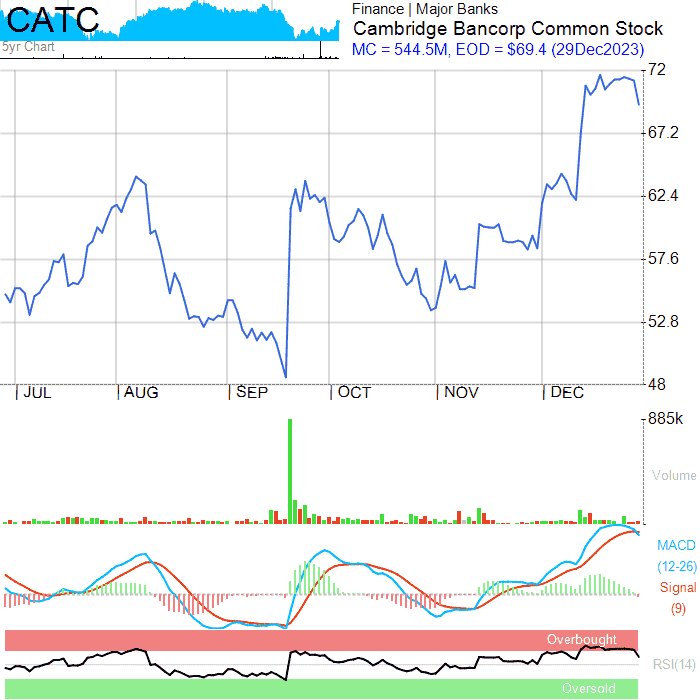 CATC
5yr Chart
Finance | Major Banks
Cambridge Bancorp Common Stock
MC = 544.5M, EOD = $69.4 (29Dec2023)
72
67.2
62.4
57.6
52.8
48
JUL
AUG
SEP
OCT
NOV
DEC
885k
Volume
MACD
(12-26)
Signal
(9)
Overbought
RSI(14)
Oversold